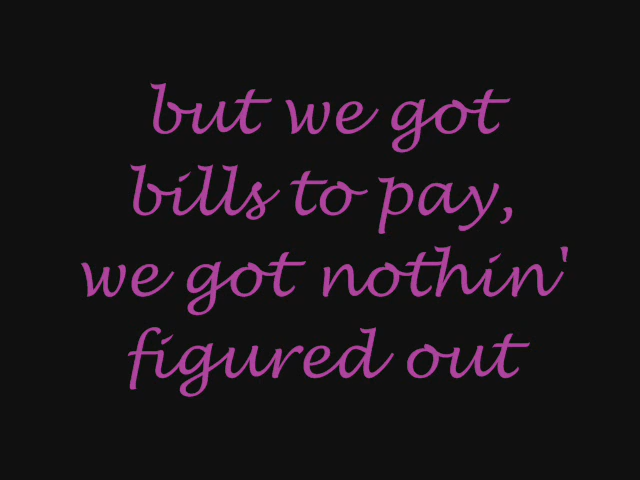 but we got
bills to pay,
we got nothin'
figured out